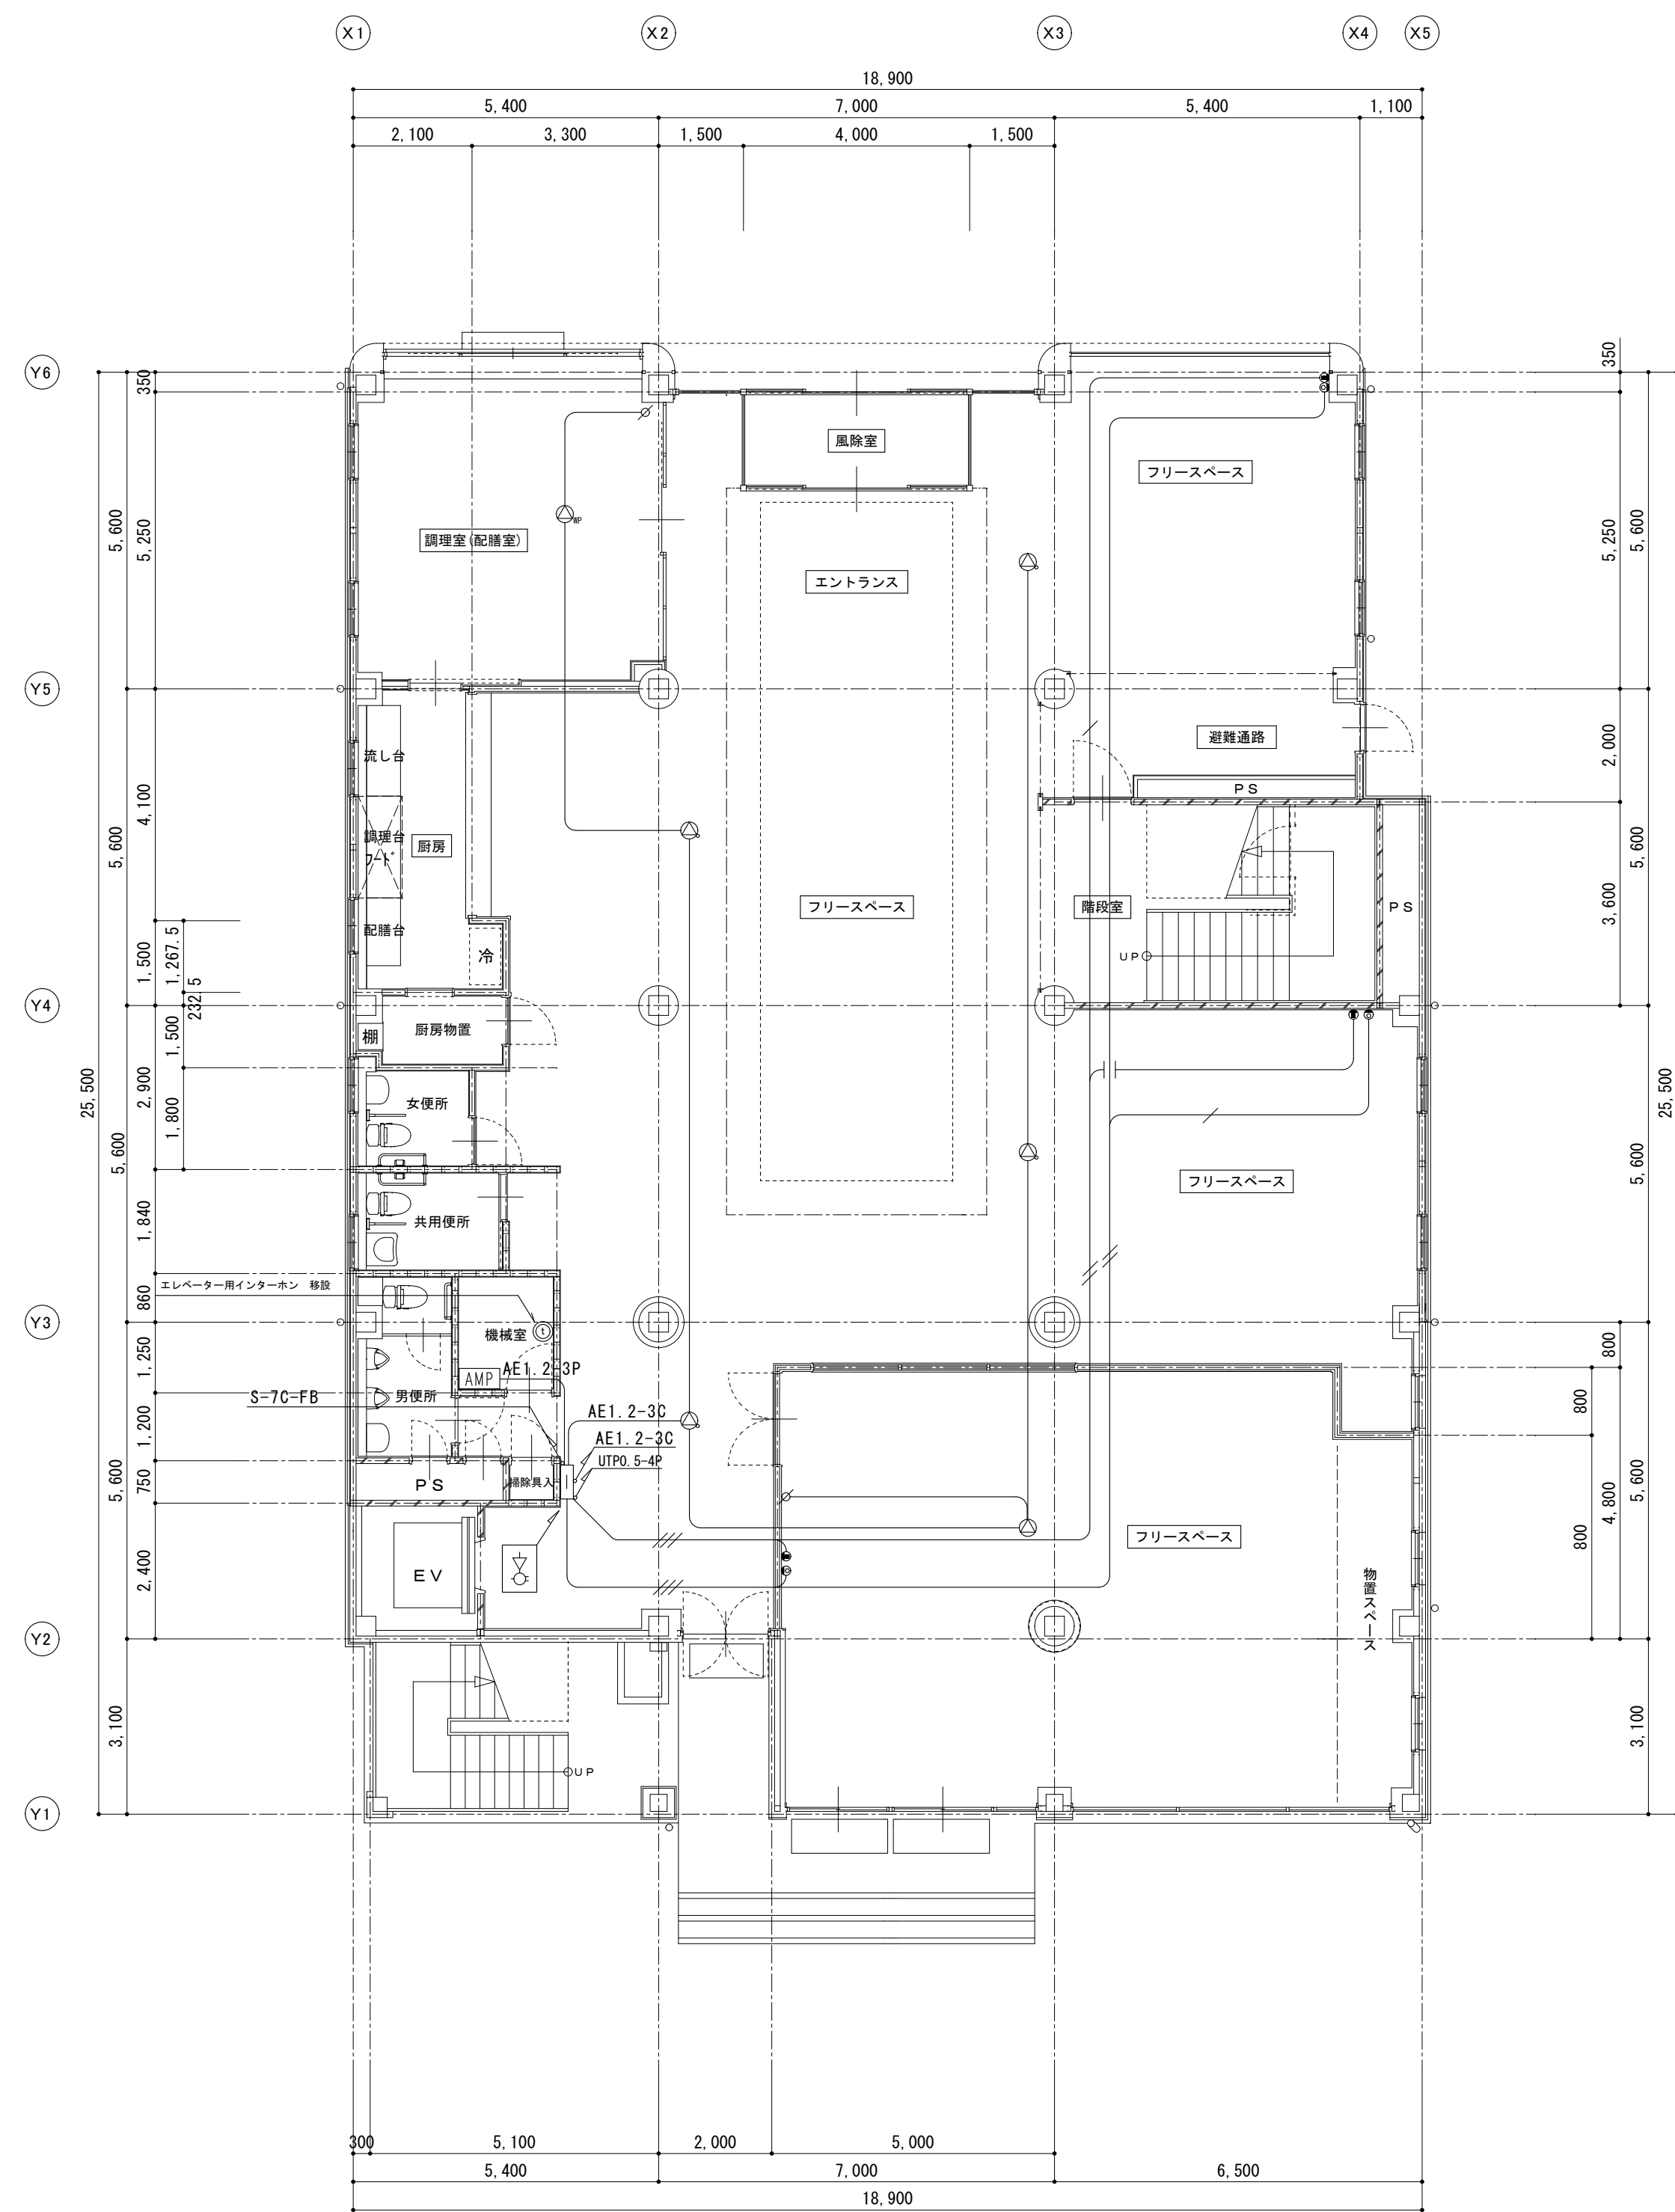 X1
X2
X3
X4
X5
18,900
5,400
7,000
5,400
1,100
2,100
3,300
1,500
4,000
1,500
Y6
350
350
風除室
フリースペース
調理室(配膳室)
WP
エントランス
5,600
5,250
5,250
5,600
Y5
流し台
避難通路
2,000
PS
4,100
調理台
フード
厨房
5,600
5,600
フリースペース
階段室
PS
3,600
配膳台
冷
UP
1,500
1,267.5
232.5
Y4
棚
厨房物置
1,500
25,500
2,900
女便所
1,800
25,500
5,600
5,600
フリースペース
共用便所
1,840
エレベーター用インターホン 移設
860
Y3
機械室
t
1,250
800
AMP
AE1.2-3P
S-7C-FB
男便所
AE1.2-3C
800
1,200
AE1.2-3C
UTP0.5-4P
5,600
750
PS
掃除具入
4,800
5,600
フリースペース
800
2,400
EV
物置スペース
Y2
3,100
UP
3,100
Y1
300
5,100
2,000
5,000
5,400
7,000
6,500
18,900